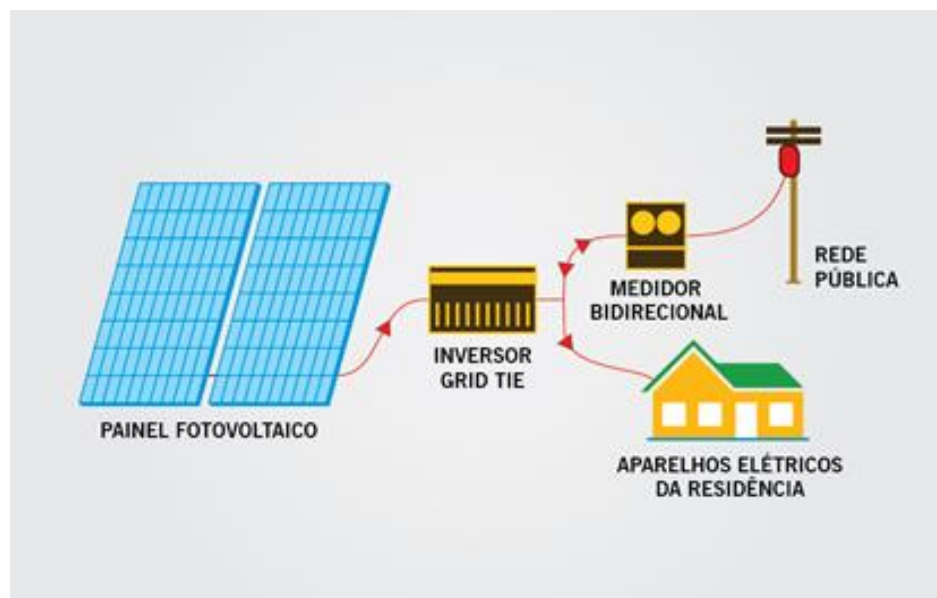 PAINEL FOTOVOLTAICO
INVERSOR
GRID TIE
MEDIDOR
BIDIRECIONAL
REDE
PÚBLICA
APARELHOS ELÉTRICOS
DA RESIDÊNCIA